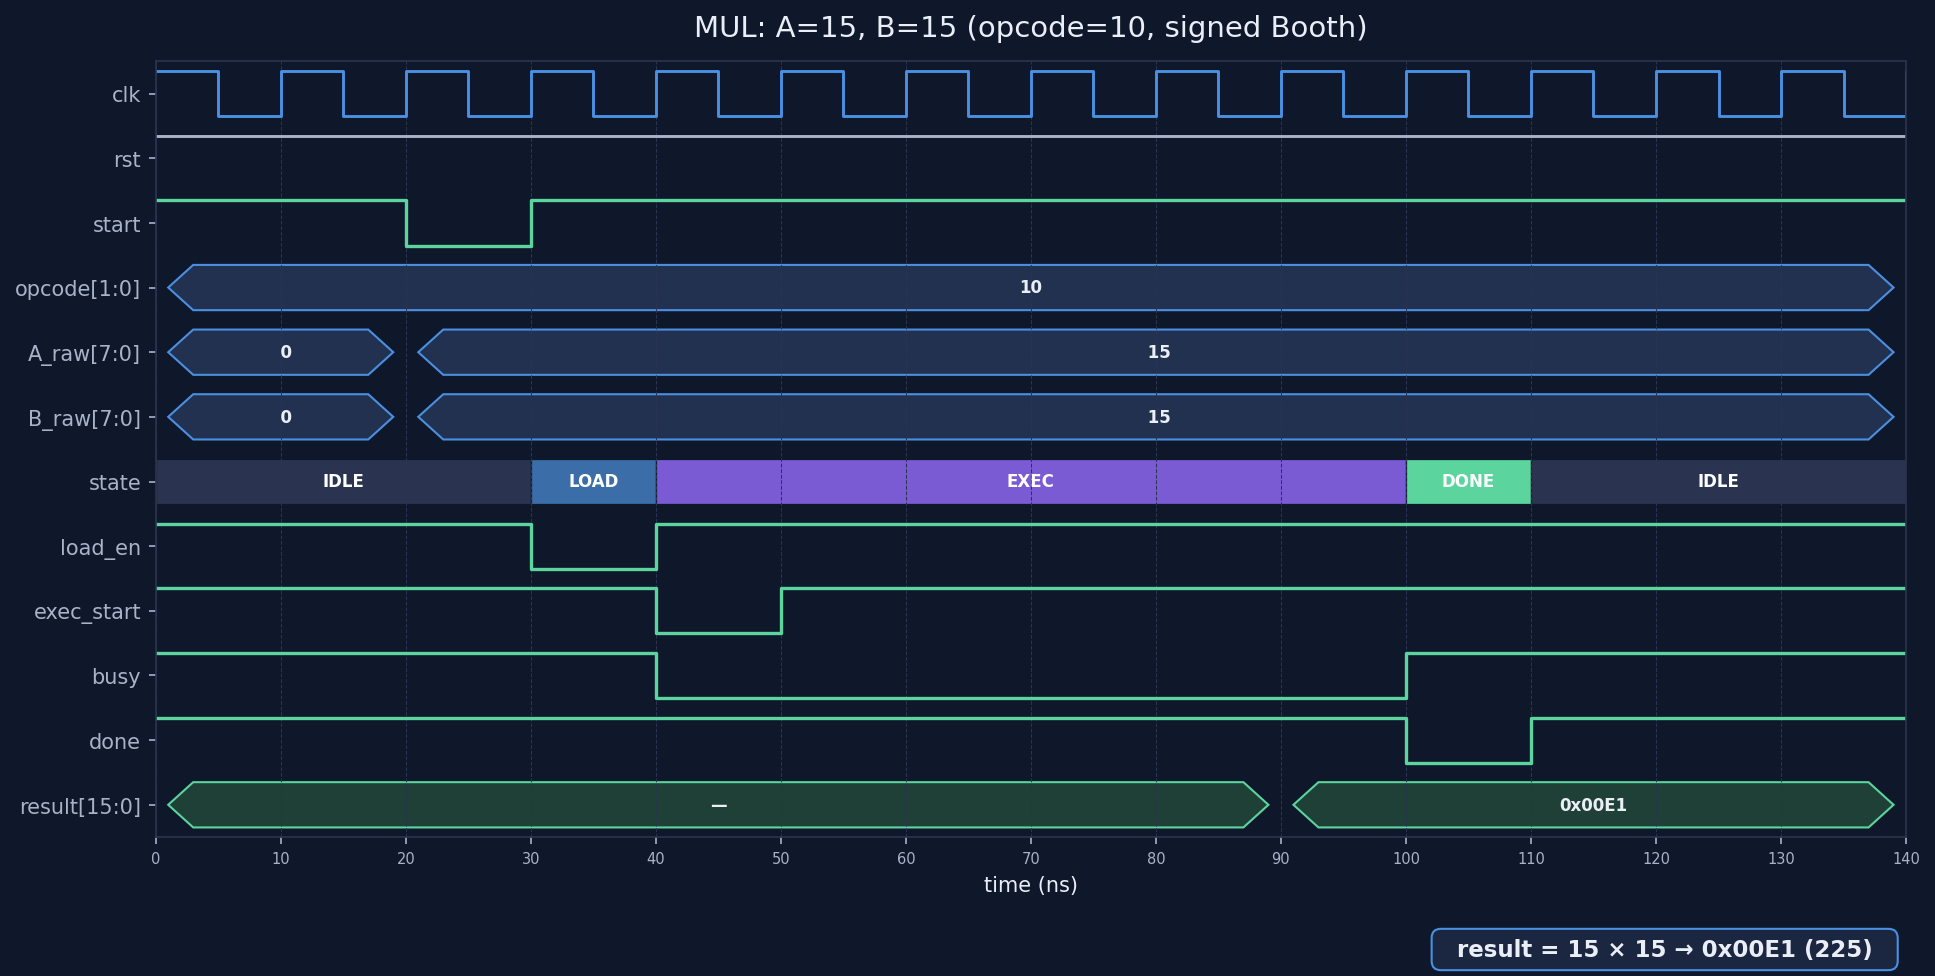 MUL: A=15, B=15 (opcode=10, signed Booth)
clk
rst
start
opcode[1:0] 10
A_raw[7:0] 0 15
B_raw[7:0] 0 15
state IDLE LOAD EXEC DONE IDLE
load_en
exec_start
busy
done
result[15:0] — 0x00E1
0 10 20 30 40 50 60 70 80 90 100 110 120 130 140
time (ns)
result = 15 × 15 → 0x00E1 (225)